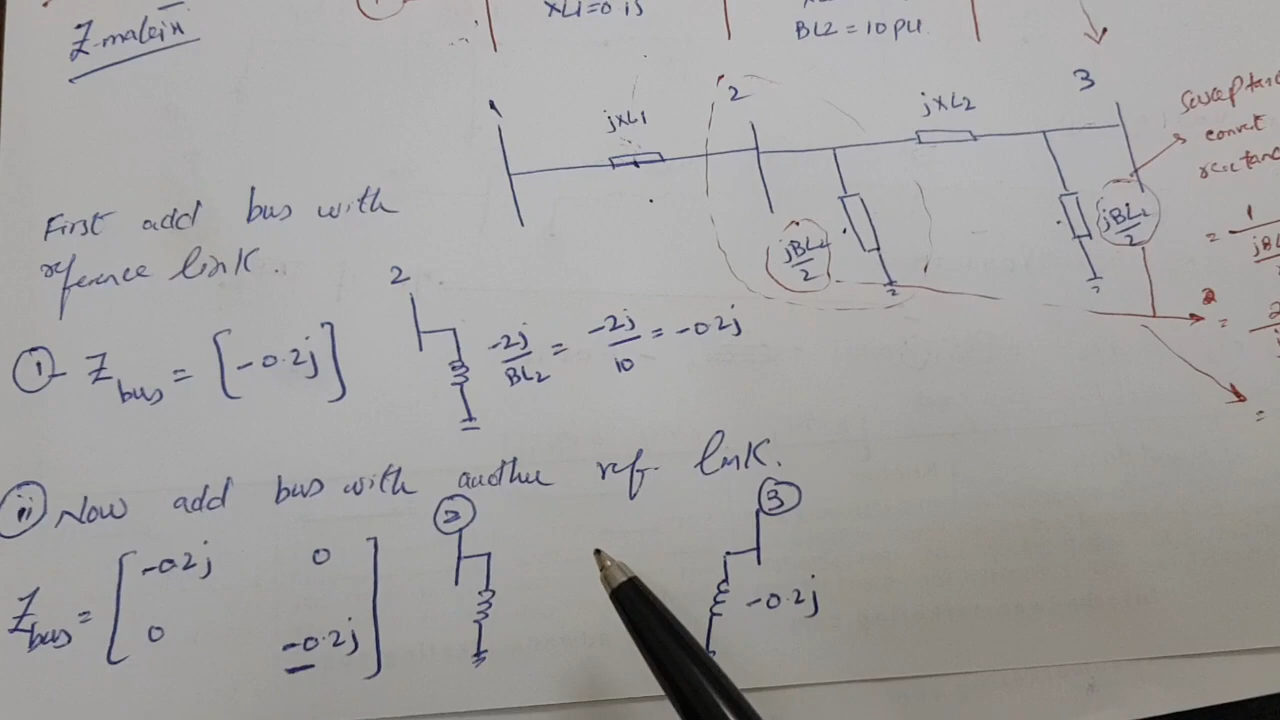 Z-matrix
XL1=0.15
BL2 = 10 PU
1
jXL1
2
jXL2
3
jBL2/2
jBL2/2
= 1/jBL
First add bus with
reference link.
① Zbus = [-0.2j]
2
-2j/BL2 = -2j/10 = -0.2j
ⅱ Now add bus with another ref. link.
Zbus = [-0.2j 0
0 -0.2j]
②
③
-0.2j